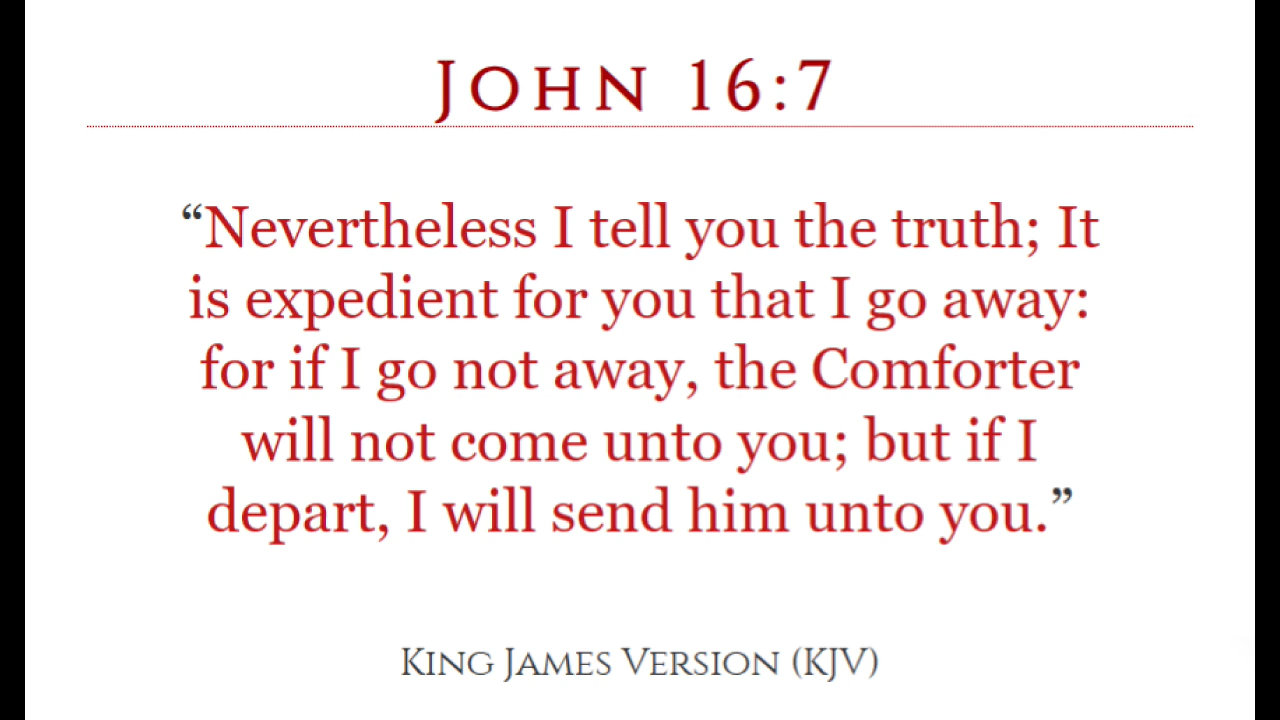 John 16:7
“Nevertheless I tell you the truth; It
is expedient for you that I go away:
for if I go not away, the Comforter
will not come unto you; but if I
depart, I will send him unto you.”
King James Version (KJV)